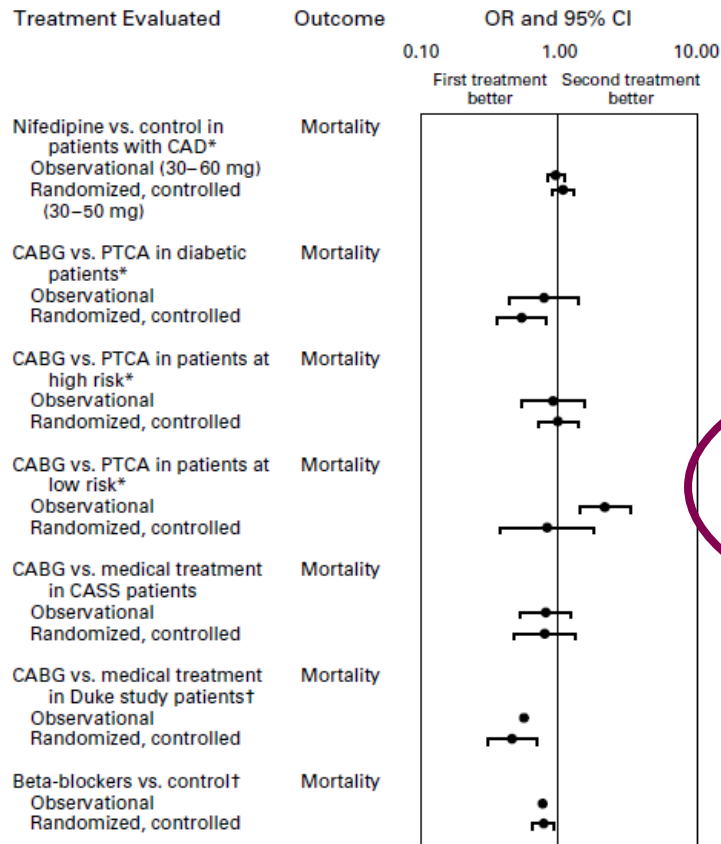 Treatment Evaluated Outcome OR and 95% CI
0.10 1.00 10.00
First treatment better Second treatment better
Nifedipine vs. control in Mortality
patients with CAD*
Observational (30–60 mg)
Randomized, controlled
(30–50 mg)
CABG vs. PTCA in diabetic Mortality
patients*
Observational
Randomized, controlled
CABG vs. PTCA in patients at Mortality
high risk*
Observational
Randomized, controlled
CABG vs. PTCA in patients at Mortality
low risk*
Observational
Randomized, controlled
CABG vs. medical treatment Mortality
in CASS patients
Observational
Randomized, controlled
CABG vs. medical treatment Mortality
in Duke study patients†
Observational
Randomized, controlled
Beta-blockers vs. control† Mortality
Observational
Randomized, controlled